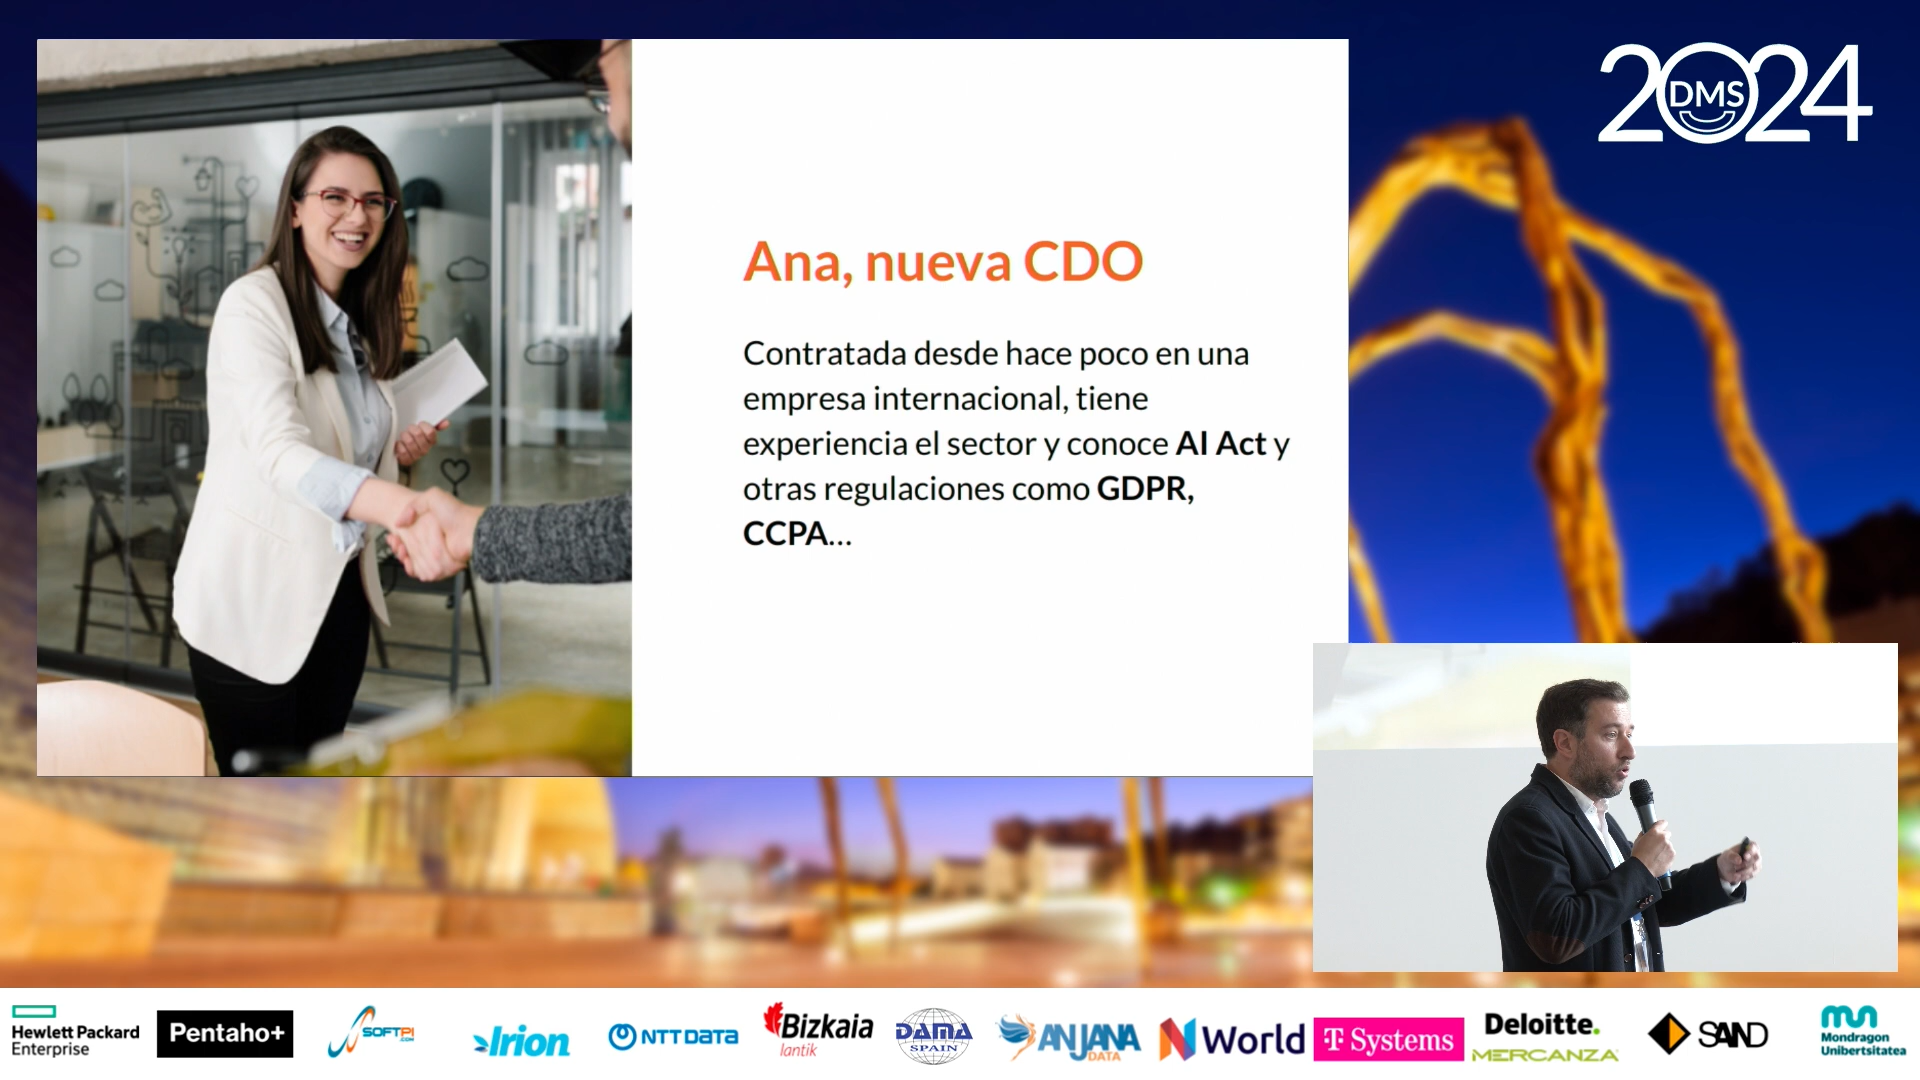 2024
DMS
Ana, nueva CDO
Contratada desde hace poco en una
empresa internacional, tiene
experiencia el sector y conoce AI Act y
otras regulaciones como GDPR,
CCPA...
Hewlett Packard
Enterprise
Pentaho+
SOFTPI
.COM
Irion
NTT DATA
Bizkaia
lantik
DAMA
SPAIN
ANJANA
DATA
N World
T Systems
Deloitte.
MERCANZA
SAND
Mondragon
Unibertsitatea